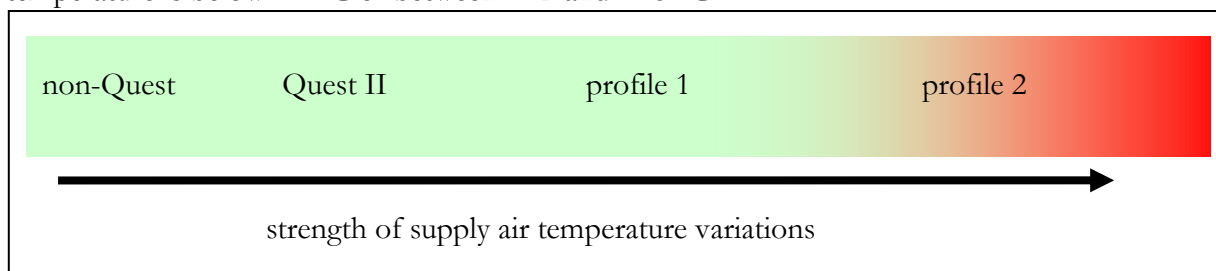 non-Quest Quest II profile 1 profile 2
strength of supply air temperature variations